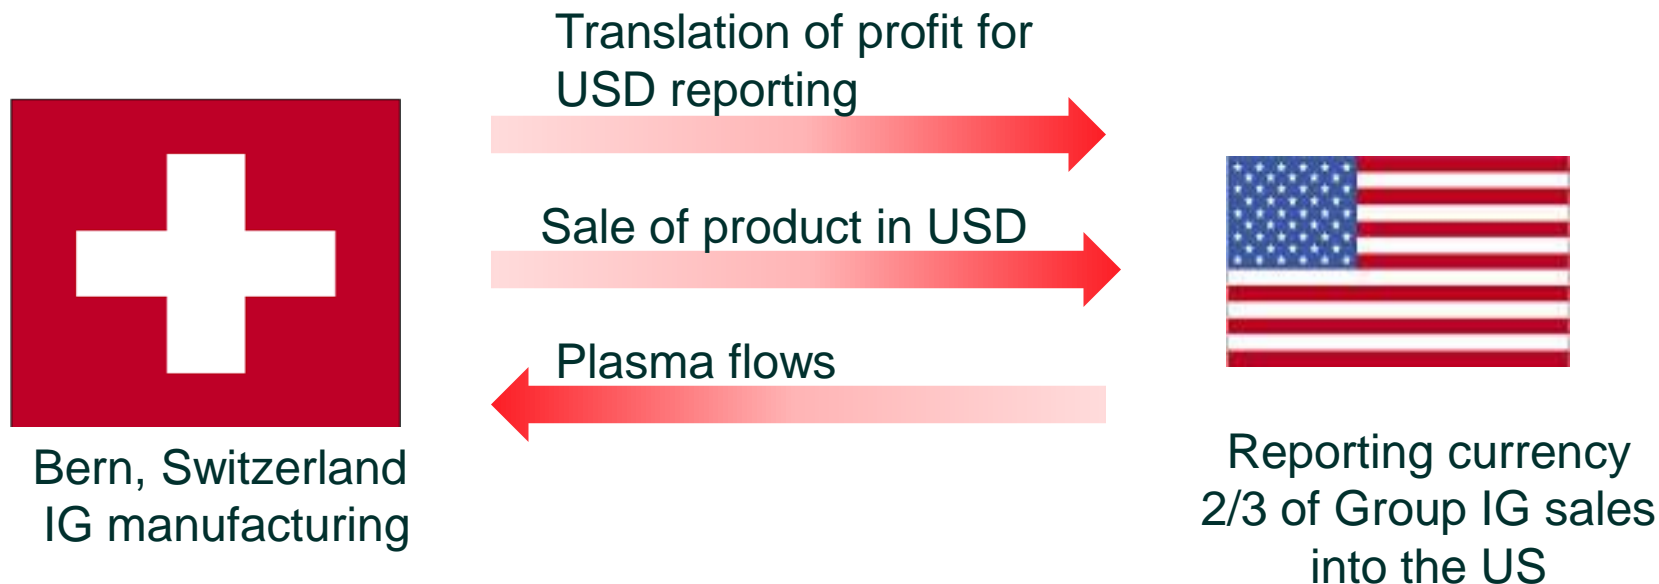 Translation of profit for
USD reporting
Sale of product in USD
Plasma flows
Bern, Switzerland
IG manufacturing
Reporting currency
2/3 of Group IG sales
into the US